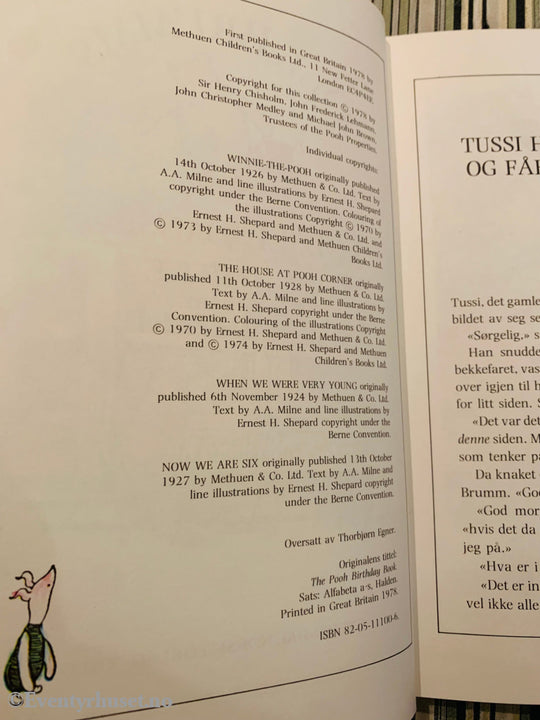 First published in Great Britain 1978 by
Methuen Children's Books Ltd., 11 New Fetter Lane
London EC4P4EE.
Copyright for this collection © 1978 by
Sir Henry Chisholm, John Frederick Lehmann,
John Christopher Medley and Michael John Brown,
Trustees of the Pooh Properties.
Individual copyrights:
WINNIE-THE-POOH originally published
14th October 1926 by Methuen & Co. Ltd. Text by
A.A. Milne and line illustrations by Ernest H. Shepard
copyright under the Berne Convention. Colouring of
the illustrations Copyright © 1970 by
Ernest H. Shepard and Methuen & Co. Ltd. and
© 1973 by Ernest H. Shepard and Methuen Children's
Books Ltd.
THE HOUSE AT POOH CORNER originally
published 11th October 1928 by Methuen & Co. Ltd.
Text by A.A. Milne and line illustrations by
Ernest H. Shepard copyright under the Berne
Convention. Colouring of the illustrations Copyright
© 1970 by Ernest H. Shepard and Methuen & Co. Ltd.
and © 1974 by Ernest H. Shepard and Methuen
Children's Books Ltd.
WHEN WE WERE VERY YOUNG originally
published 6th November 1924 by Methuen & Co. Ltd.
Text by A.A. Milne and line illustrations by
Ernest H. Shepard copyright under the
Berne Convention.
NOW WE ARE SIX originally published 13th October
1927 by Methuen & Co. Ltd. Text by A.A. Milne and
line illustrations by Ernest H. Shepard copyright
under the Berne Convention.
Oversatt av Thorbjørn Egner.
Originalens tittel:
The Pooh Birthday Book.
Sats: Alfabeta a-s, Halden.
Printed in Great Britain 1978.
ISBN 82-05-11100-6.
TUSSI H
OG FÅR
Tussi, det gamle
bildet av seg se
«Sørgelig,» s
Han snudde
bekkefaret, vas
over igjen til h
for litt siden. S
«Det var det
denne siden. M
som tenker på
Da knaket
Brumm. «Go
«God mor
«hvis det da
jeg på.»
«Hva er i
«Det er in
vel ikke alle
©Eventyrhuset.no